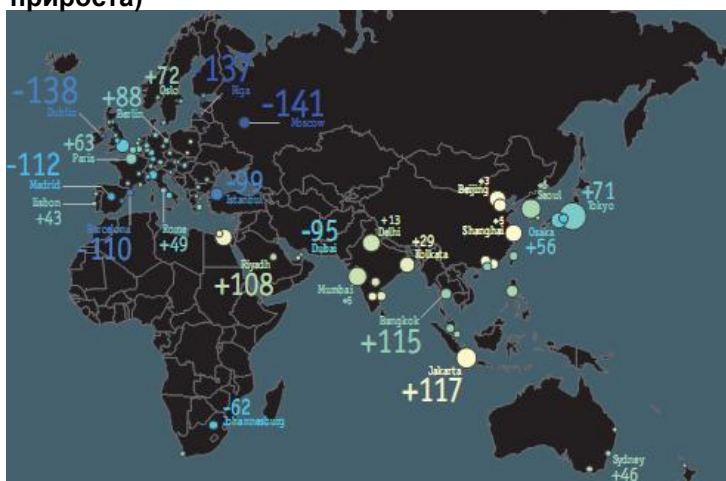 прироста)
+72
Oslo
-137
Riga
-138
Dublin
+88
Berlin
-141
Moscow
+63
Paris
-112
Madrid
-99
Istanbul
Lisbon
+43
Barcelona
-110
Rome
+49
-95
Dubai
+13
Delhi
+3
Beijing
Seoul
+71
Tokyo
Osaka
+56
Shanghai
+29
Kolkata
Riyadh
+108
Mumbai
Bangkok
+115
Jakarta
+117
-62
Johannesburg
Sydney
+46